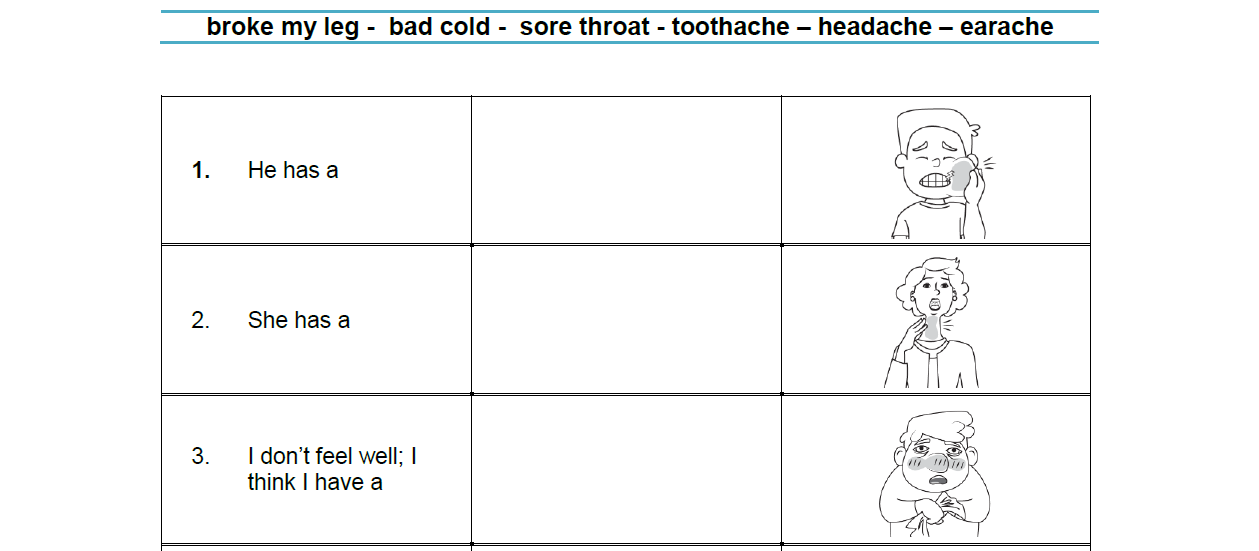 broke my leg - bad cold - sore throat - toothache – headache – earache
1. He has a
2. She has a
3. I don’t feel well; I
think I have a